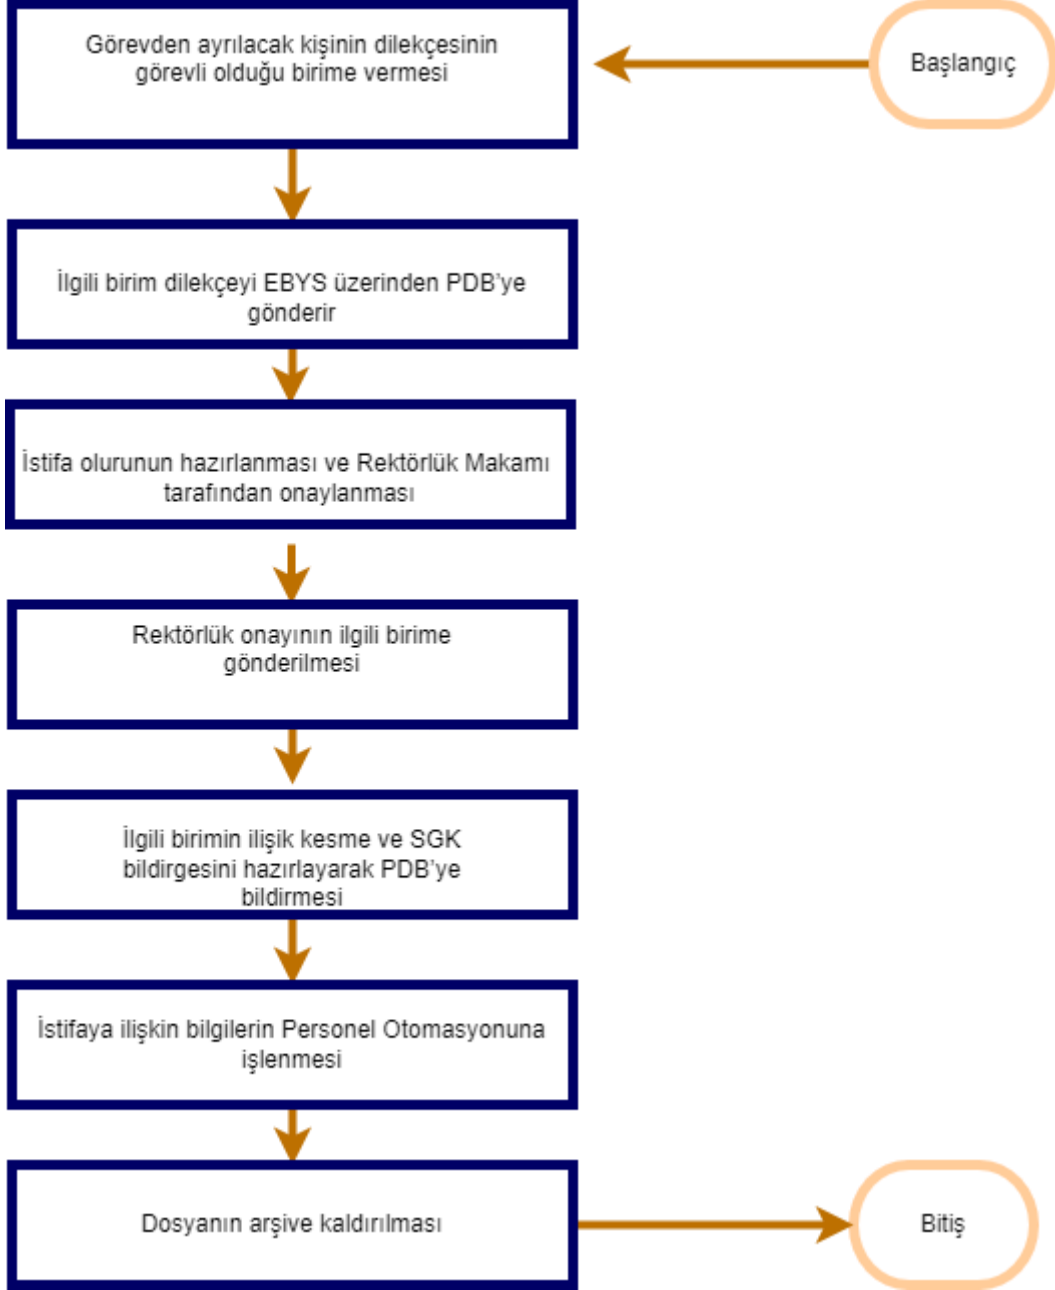 Başlangıç
Görevden ayrılacak kişinin dilekçesinin
görevli olduğu birime vermesi
İlgili birim dilekçeyi EBYS üzerinden PDB'ye
gönderir
İstifa olurunun hazırlanması ve Rektörlük Makamı
tarafından onaylanması
Rektörlük onayının ilgili birime
gönderilmesi
İlgili birimin ilişik kesme ve SGK
bildirgesini hazırlayarak PDB'ye
bildirmesi
İstifaya ilişkin bilgilerin Personel Otomasyonuna
işlenmesi
Dosyanın arşive kaldırılması
Bitiş